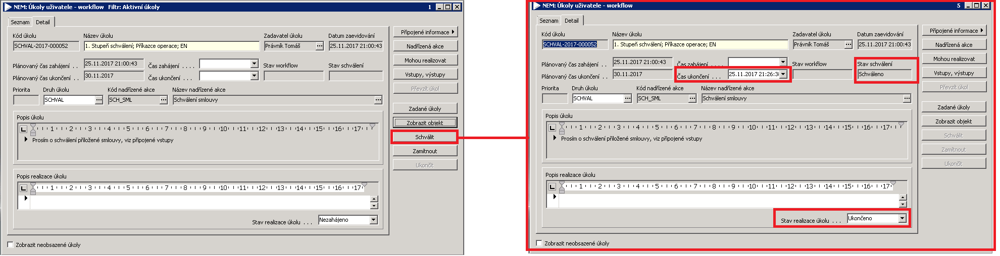 NEM: Úkoly uživatele - workflow   Filtr: Aktivní úkoly 1
Seznam Detail
Kód úkolu Název úkolu Zadavatel úkolu Datum zaevidování
SCHVAL-2017-000052 1. Stupeň schválení; Příkazce operace; EN Právník Tomáš ... 25.11.2017 21:00:43
Plánovaný čas zahájení . . 25.11.2017 21:00:43 Čas zahájení . . . . Stav workflow Stav schválení
Plánovaný čas ukončení . . 30.11.2017 Čas ukončení . . .
Priorita Druh úkolu Kód nadřízené akce Název nadřízené akce
SCHVAL ... SCH_SML ... Schválení smlouvy ...
Popis úkolu
1 2 3 4 5 6 7 8 9 10 11 12 13 14 15 16 17
Prosím o schválení přiložené smlouvy, viz připojené vstupy
Popis realizace úkolu
1 2 3 4 5 6 7 8 9 10 11 12 13 14 15 16 17
Stav realizace úkolu . . . Nezahájeno
Zobrazit neobsazené úkoly
Připojené informace
Nadřízená akce
Mohou realizovat
Vstupy, výstupy
Převzít úkol
Zadané úkoly
Zobrazit objekt
Schválit
Zamítnout
Ukončit
NEM: Úkoly uživatele - workflow 5
Seznam Detail
Kód úkolu Název úkolu Zadavatel úkolu Datum zaevidování
SCHVAL-2017-000052 1. Stupeň schválení; Příkazce operace; EN Právník Tomáš ... 25.11.2017 21:00:43
Plánovaný čas zahájení . . 25.11.2017 21:00:43 Čas zahájení . . . . Stav workflow Stav schválení
Plánovaný čas ukončení . . 30.11.2017 Čas ukončení . . . 25.11.2017 21:26:38 Schváleno
Priorita Druh úkolu Kód nadřízené akce Název nadřízené akce
SCHVAL ... SCH_SML ... Schválení smlouvy ...
Popis úkolu
1 2 3 4 5 6 7 8 9 10 11 12 13 14 15 16 17
Prosím o schválení přiložené smlouvy, viz připojené vstupy
Popis realizace úkolu
1 2 3 4 5 6 7 8 9 10 11 12 13 14 15 16 17
Stav realizace úkolu . . . Ukončeno
Zobrazit neobsazené úkoly
Připojené informace
Nadřízená akce
Mohou realizovat
Vstupy, výstupy
Převzít úkol
Zadané úkoly
Zobrazit objekt
Schválit
Zamítnout
Ukončit